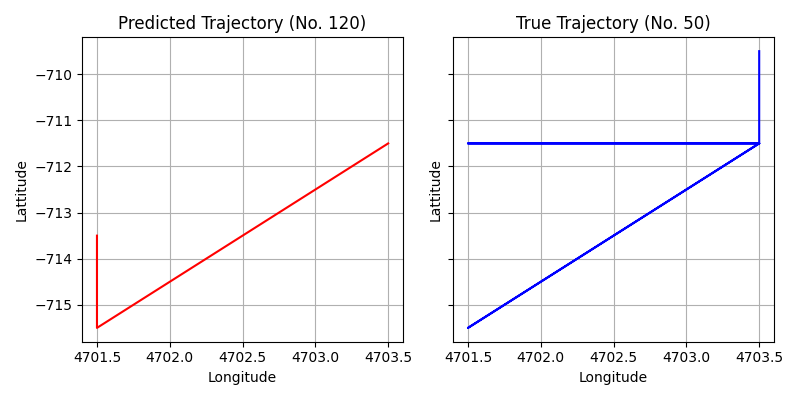 Predicted Trajectory (No. 120)
True Trajectory (No. 50)
−710
−711
−712
−713
−714
−715
Lattitude
Lattitude
4701.5 4702.0 4702.5 4703.0 4703.5
4701.5 4702.0 4702.5 4703.0 4703.5
Longitude
Longitude